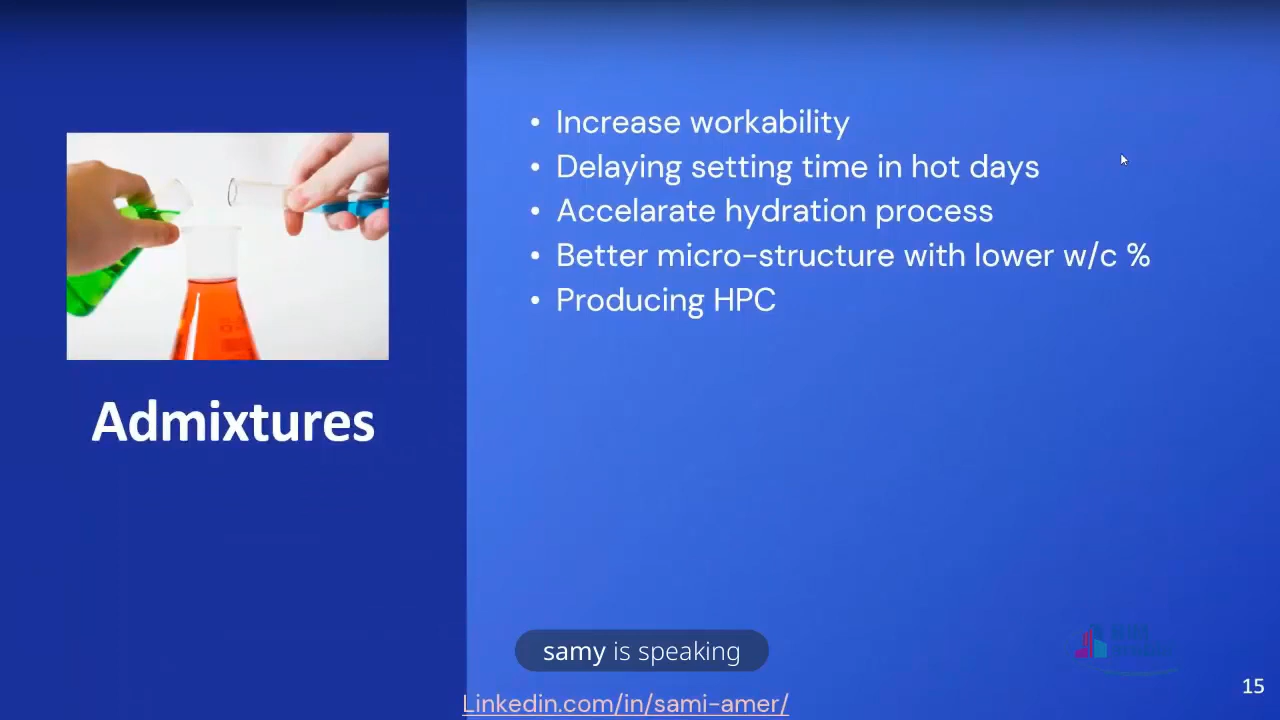 • Increase workability
• Delaying setting time in hot days
• Accelarate hydration process
• Better micro-structure with lower w/c %
• Producing HPC
Admixtures
samy is speaking
Linkedin.com/in/sami-amer/
15